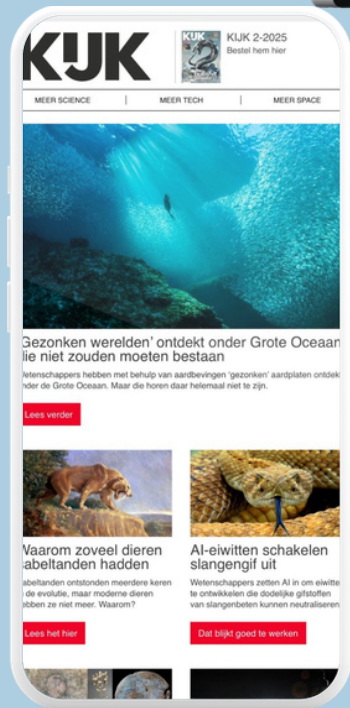 KIJK
KIJK 2-2025
Bestel hem hier
MEER SCIENCE | MEER TECH | MEER SPACE
Gezonken werelden’ ontdekt onder Grote Oceaan
die niet zouden moeten bestaan
Wetenschappers hebben met behulp van aardbevingen ‘gezonken’ aardplaten ontdek
onder de Grote Oceaan. Maar die horen daar helemaal niet te zijn.
Lees verder
Waarom zoveel dieren
sabeltanden hadden
Sabeltanden ontstonden meerdere keren
de evolutie, maar moderne dieren
hebben ze niet meer. Waarom?
Lees het hier
AI-eiwitten schakelen
slangengif uit
Wetenschappers zetten AI in om eiwitte
te ontwikkelen die dodelijke gifstoffen
van slangenbeten kunnen neutraliseren
Dat blijkt goed te werken